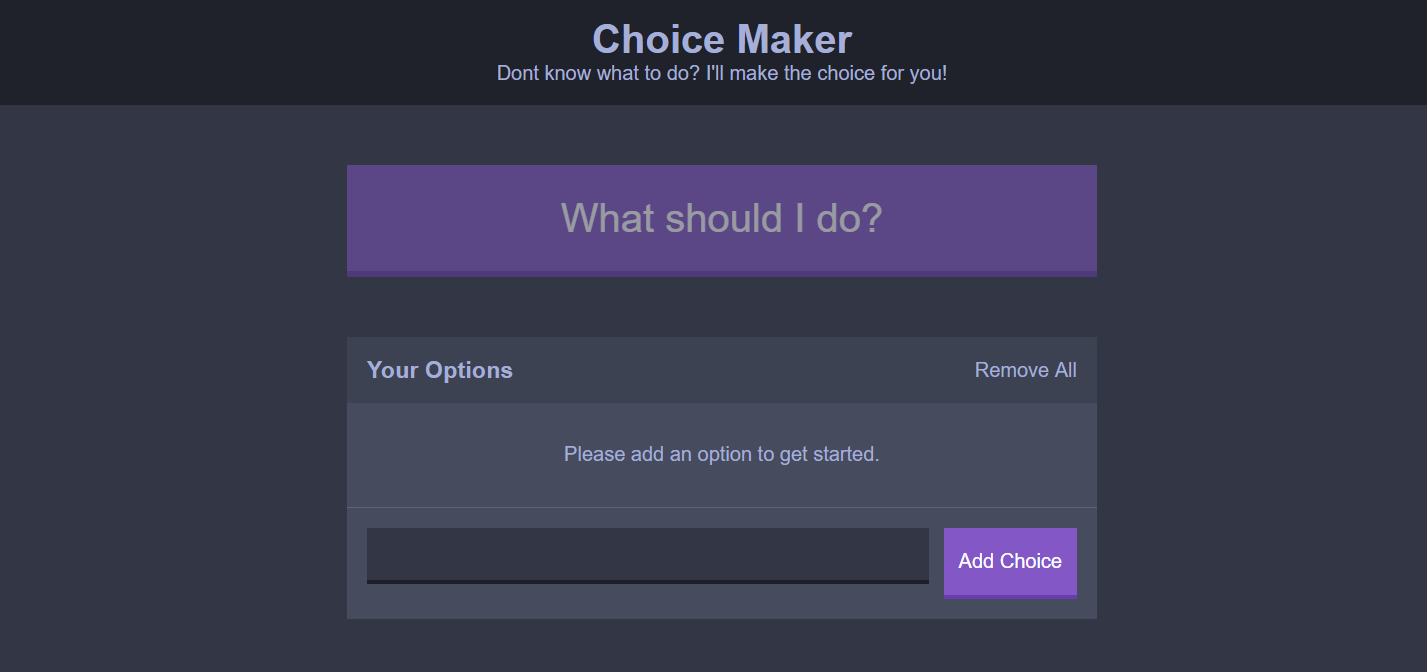 Choice Maker
Dont know what to do? I'll make the choice for you!
What should I do?
Your Options
Remove All
Please add an option to get started.
Add Choice